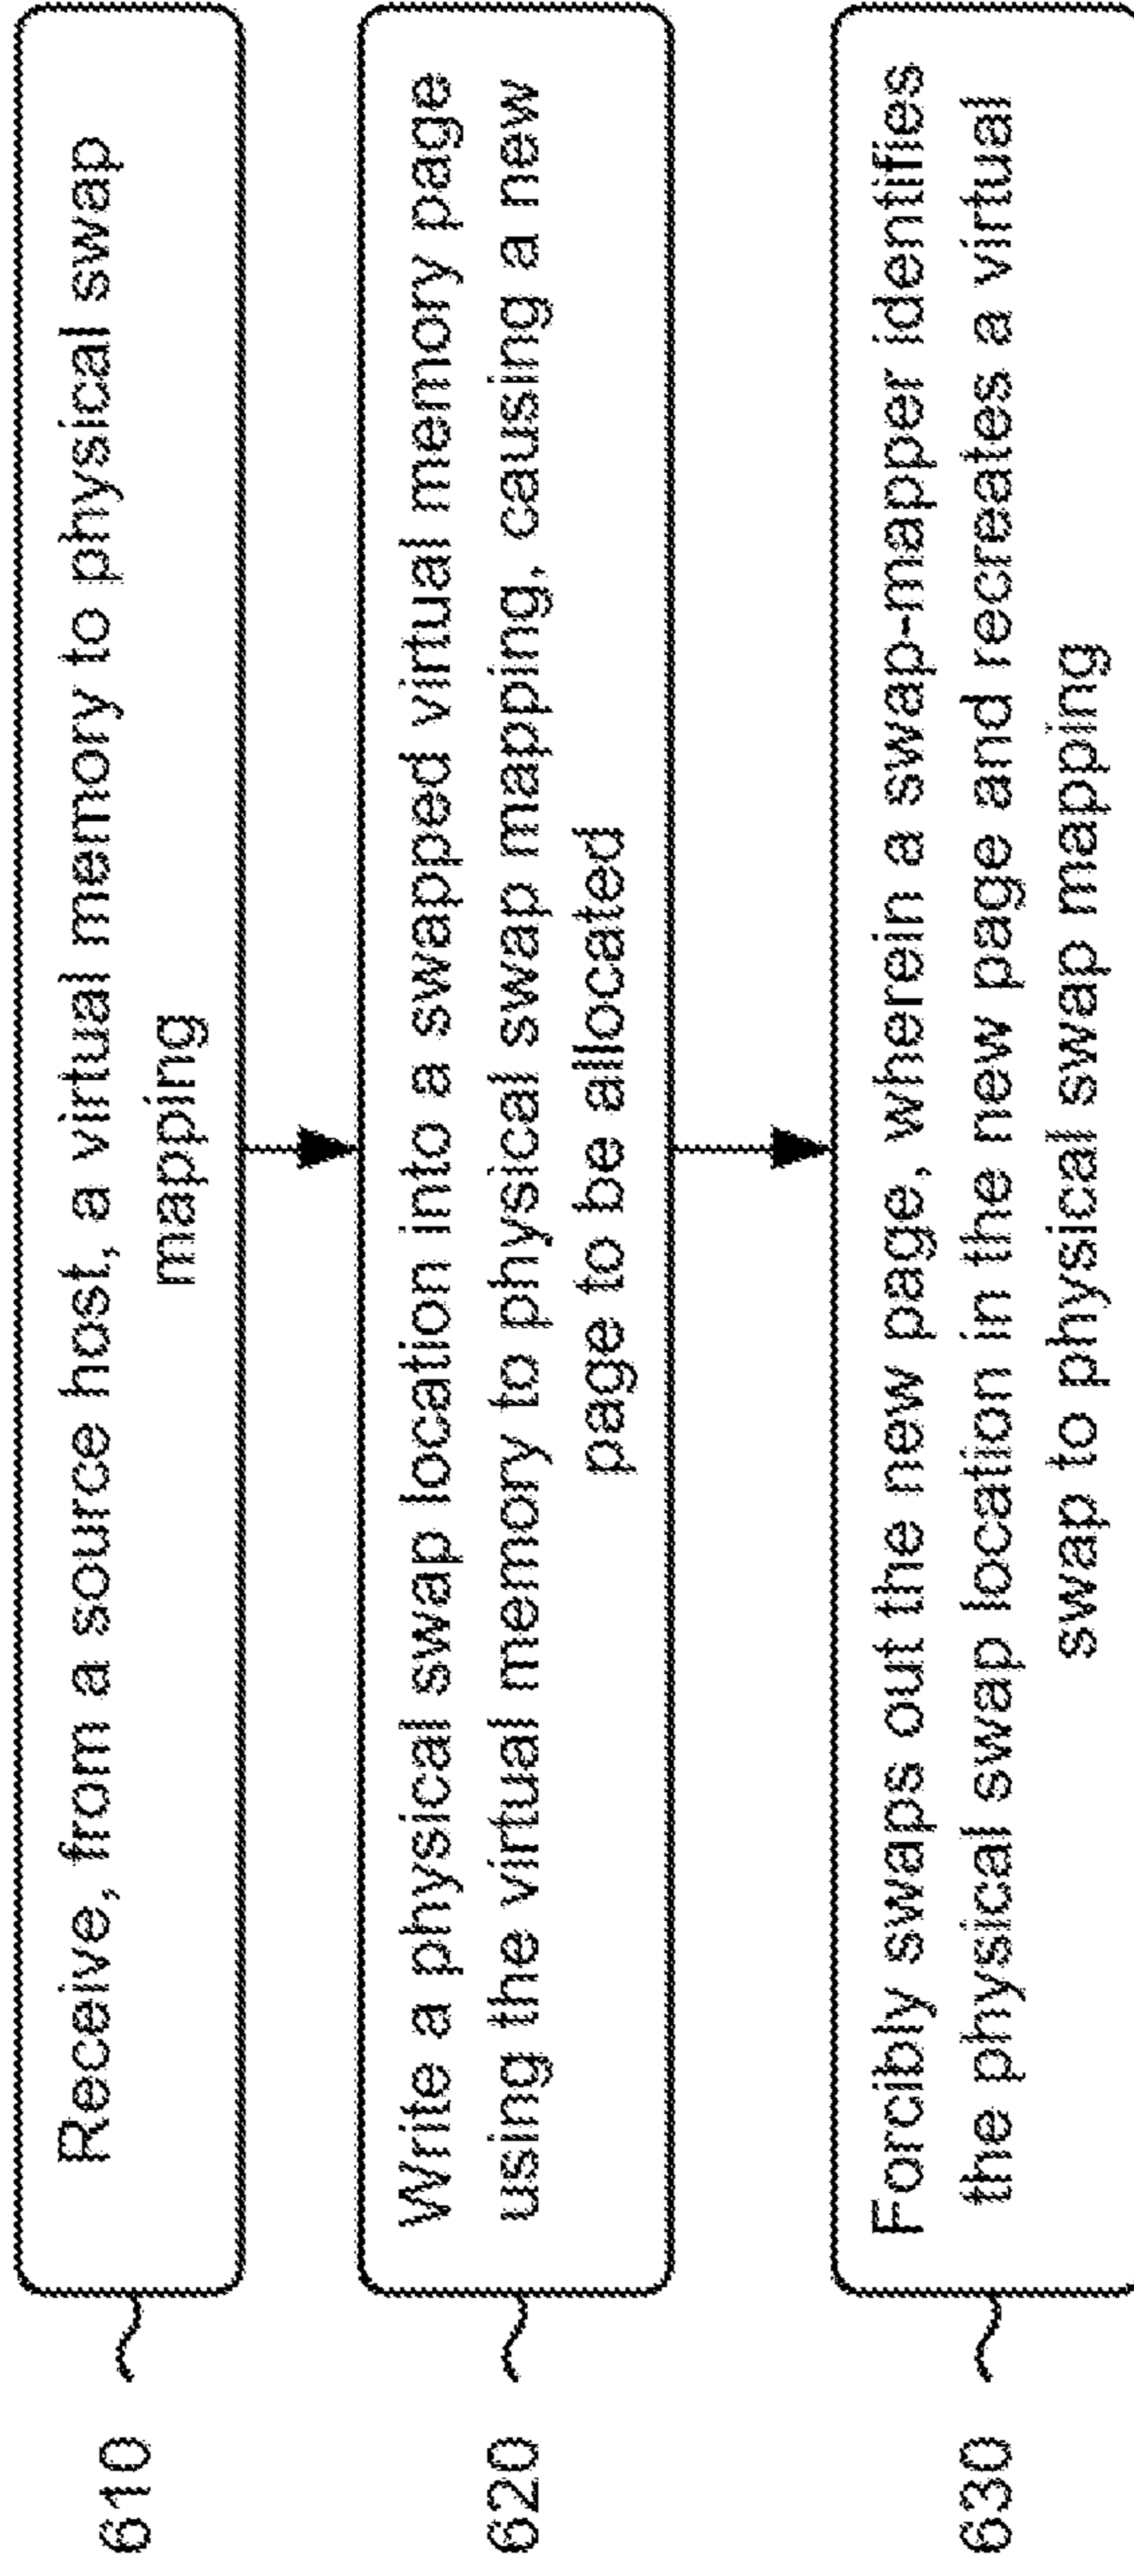 610
Receive, from a source host, a virtual memory to physical swap
mapping
620
Write a physical swap location into a swapped virtual memory page
using the virtual memory to physical swap mapping, causing a new
page to be allocated
630
Forcibly swaps out the new page, wherein a swap-mapper identifies
the physical swap location in the new page and recreates a virtual
swap to physical swap mapping